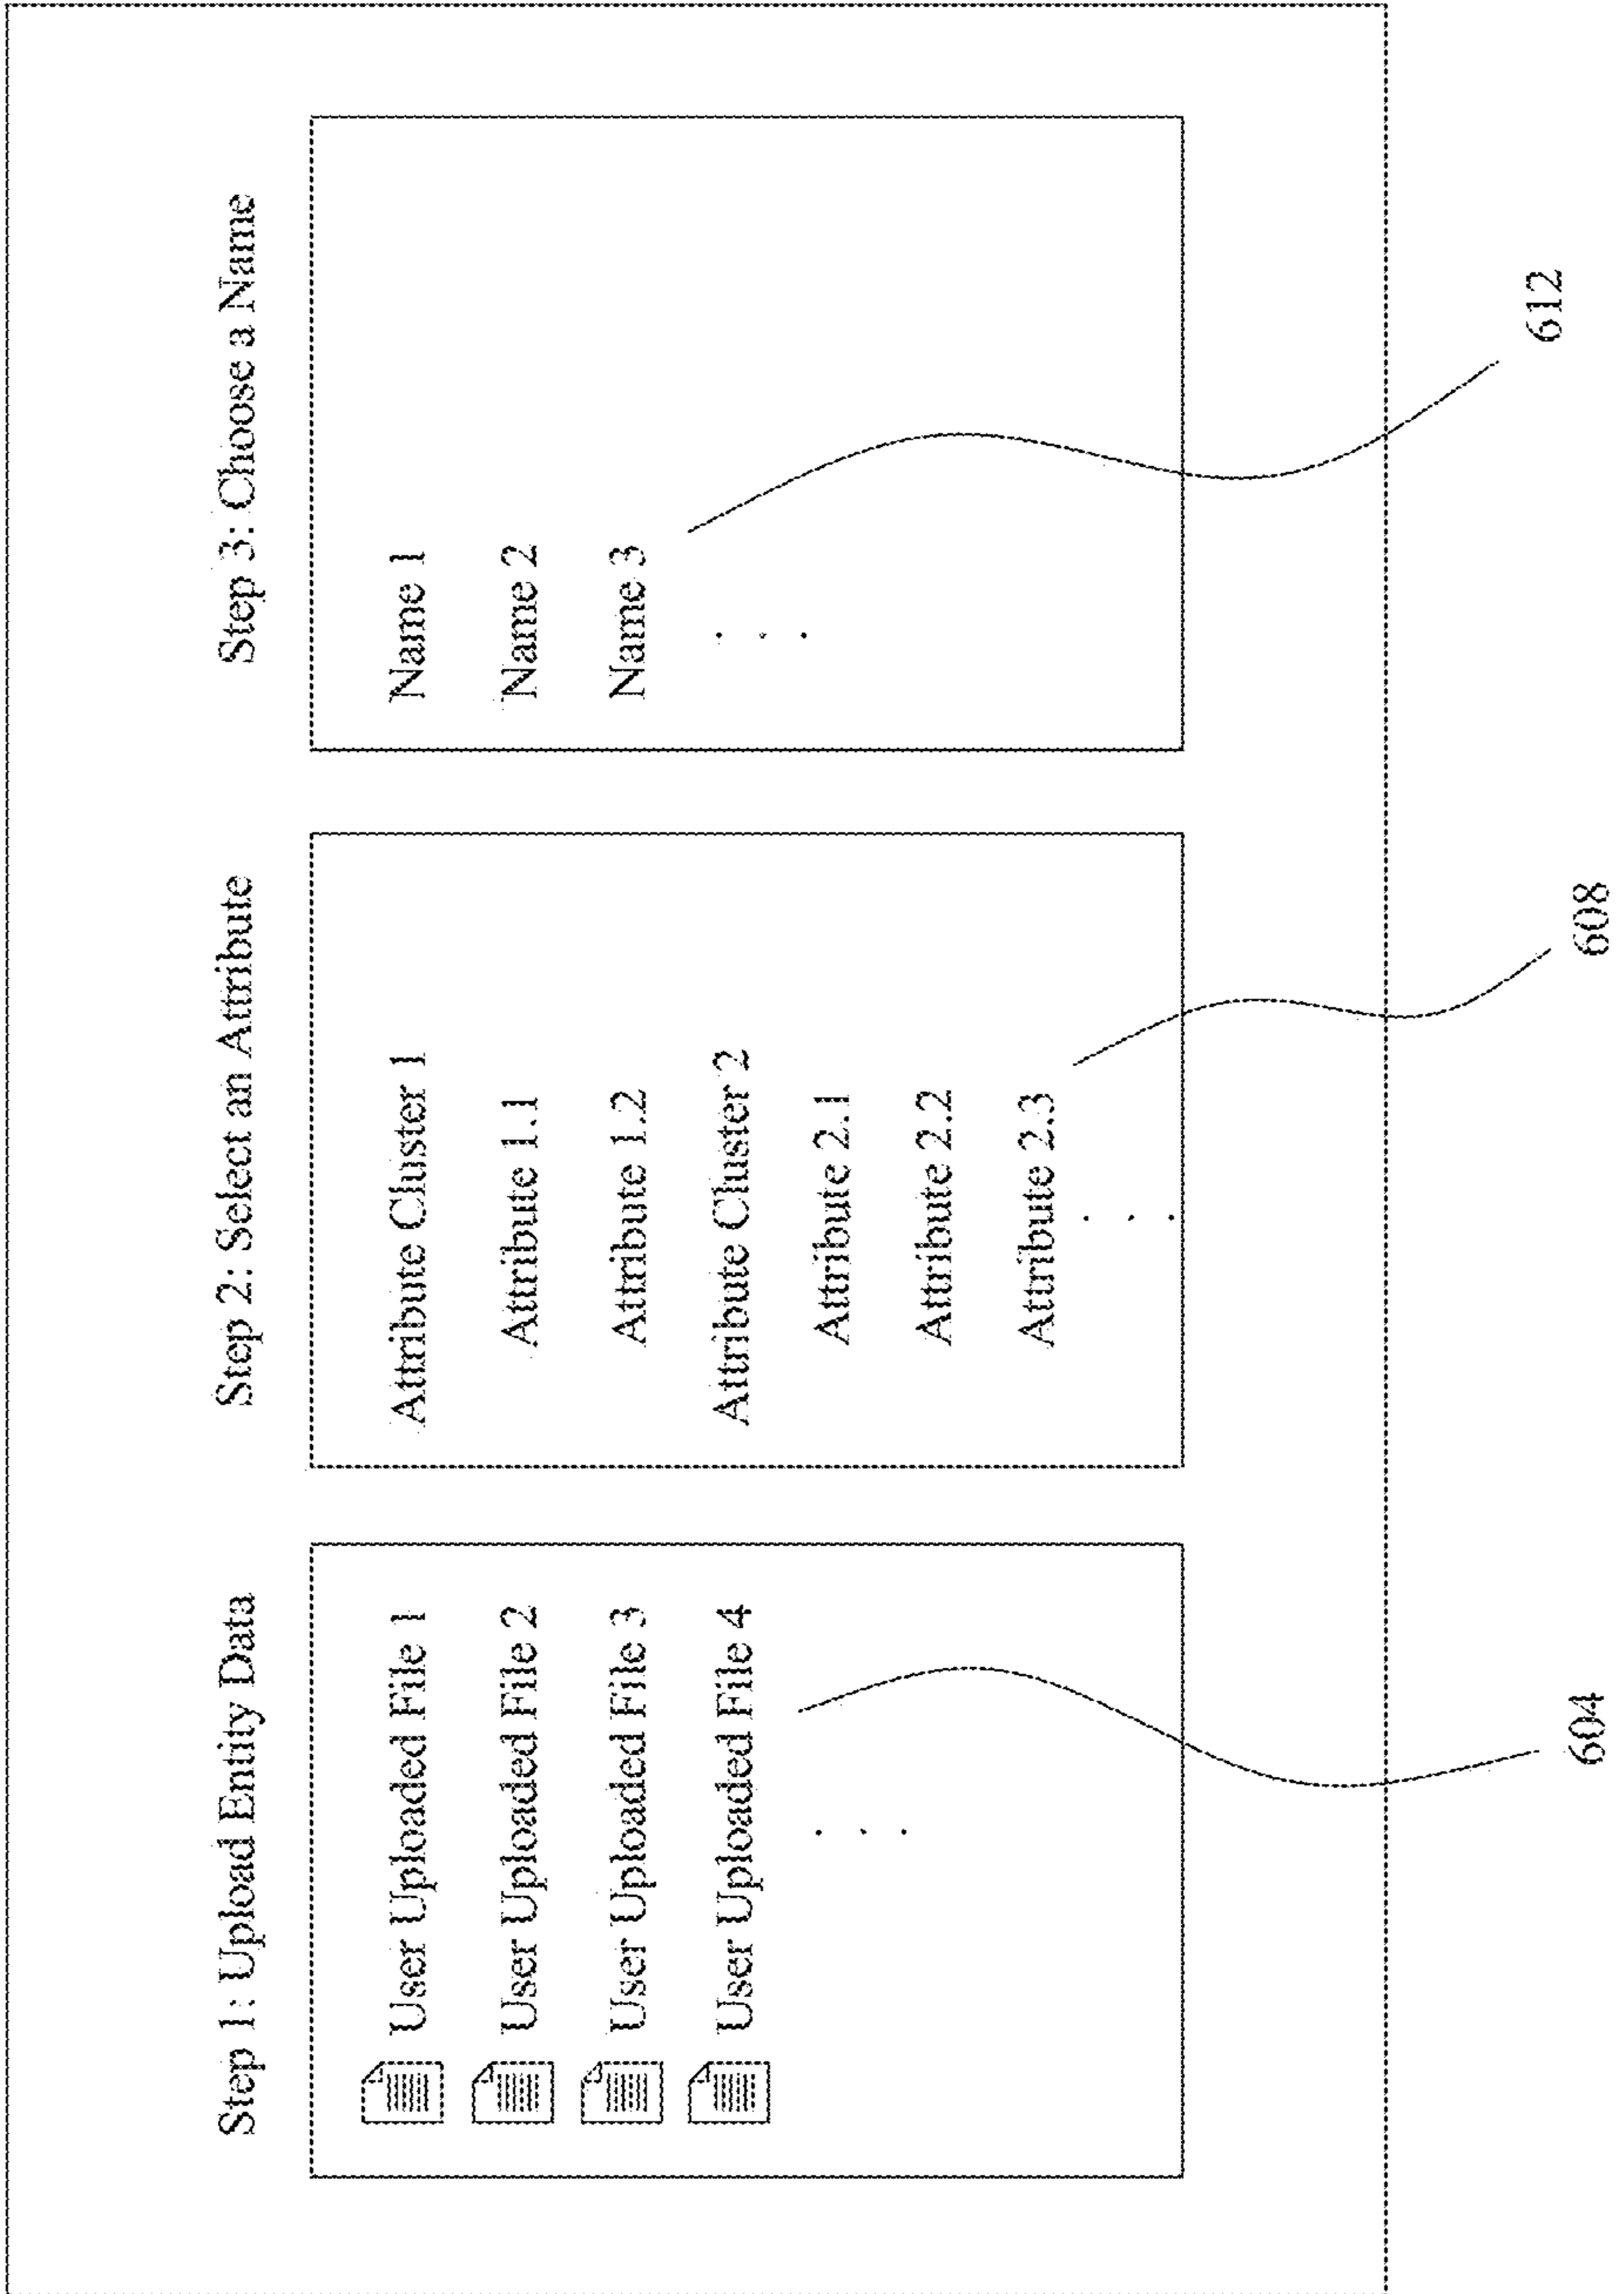 Step 1: Upload Entity Data
User Uploaded File 1
User Uploaded File 2
User Uploaded File 3
User Uploaded File 4
. . .
604
Step 2: Select an Attribute
Attribute Cluster 1
Attribute 1.1
Attribute 1.2
Attribute Cluster 2
Attribute 2.1
Attribute 2.2
Attribute 2.3
. . .
608
Step 3: Choose a Name
Name 1
Name 2
Name 3
. . .
612